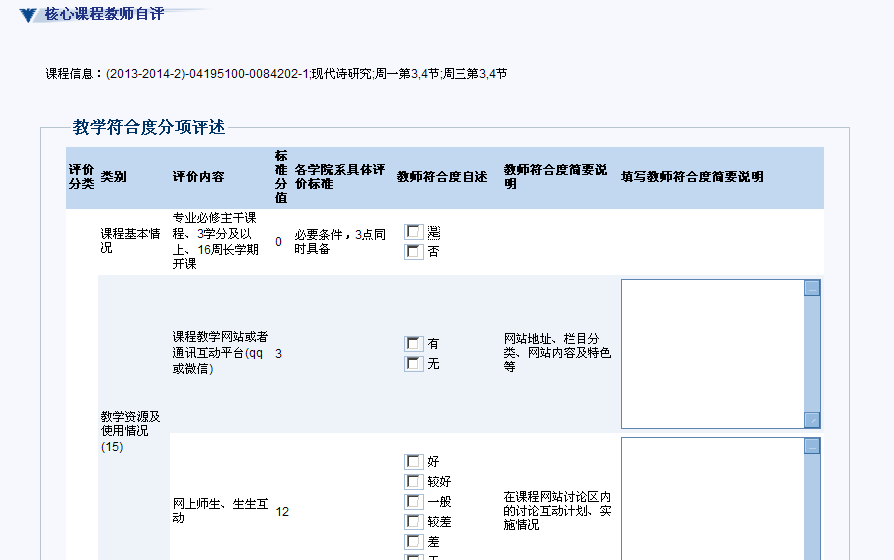 核心课程教师自评
课程信息：(2013-2014-2)-04195100-0084202-1;现代诗研究;周一第3,4节;周三第3,4节
教学符合度分项评述
评价
分类
类别
评价内容
标
准
分
值
各学院系具体评
价标准
教师符合度自述
教师符合度简要说
明
填写教师符合度简要说明
课程基本情
况
专业必修主干课
程、3学分及以
上、16周长学期
开课
0
必要条件，3点同
时具备
是
否
教学资源及
使用情况
(15)
课程教学网站或者
通讯互动平台(qq
或微信)
3
有
无
网站地址、栏目分
类、网站内容及特色
等
网上师生、生生互
动
12
好
较好
一般
较差
差
在课程网站讨论区内
的讨论互动计划、实
施情况